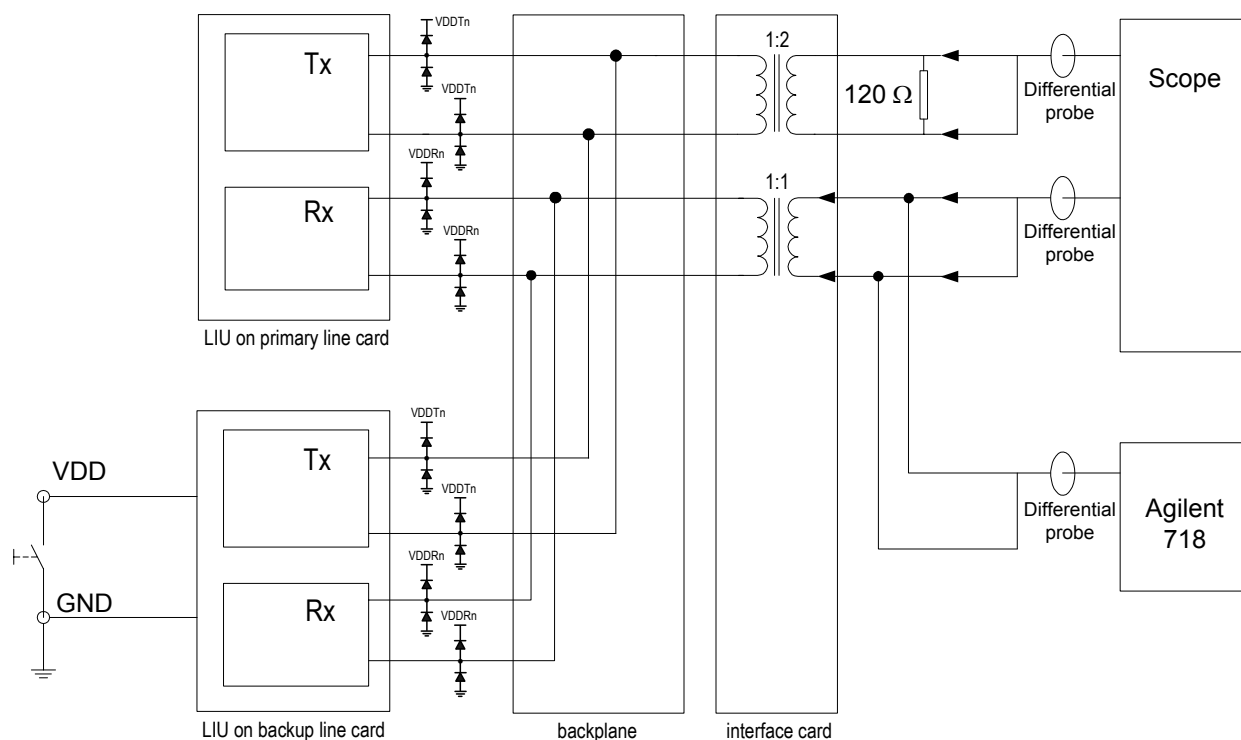 VDDTn
Tx
VDDTn
VDDRn
Rx
VDDRn
LIU on primary line card
1:2
120 Ω
1:1
Differential
probe
Scope
Differential
probe
VDD
GND
VDDTn
Tx
VDDTn
VDDRn
Rx
VDDRn
LIU on backup line card
backplane
interface card
Differential
probe
Agilent
718